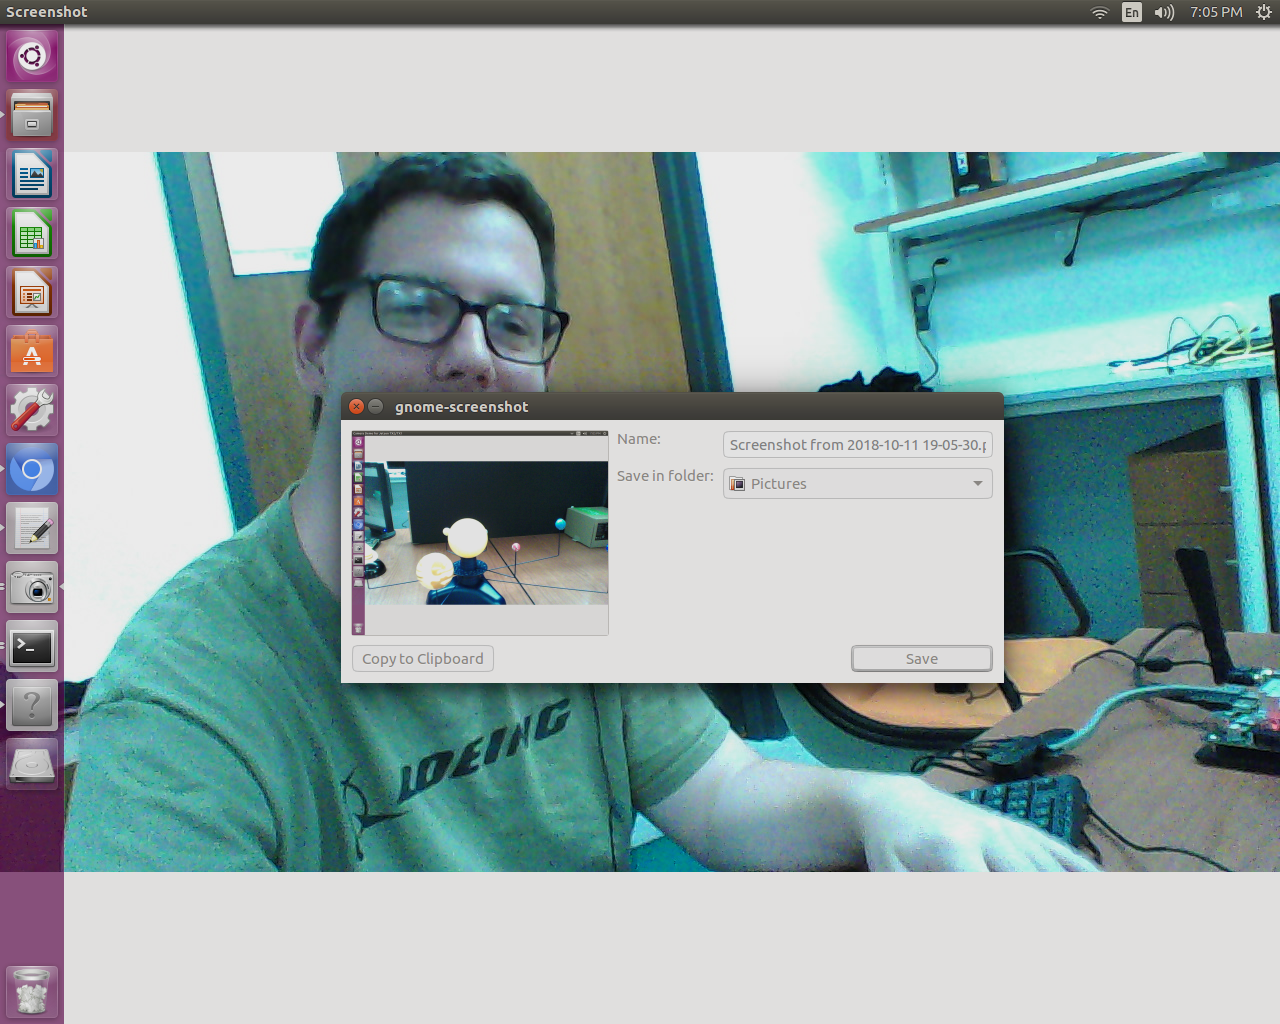 Screenshot
En
7:05 PM
gnome-screenshot
Name:
Screenshot from 2018-10-11 19-05-30.p
Save in folder:
Pictures
Copy to Clipboard
Save
BOEING